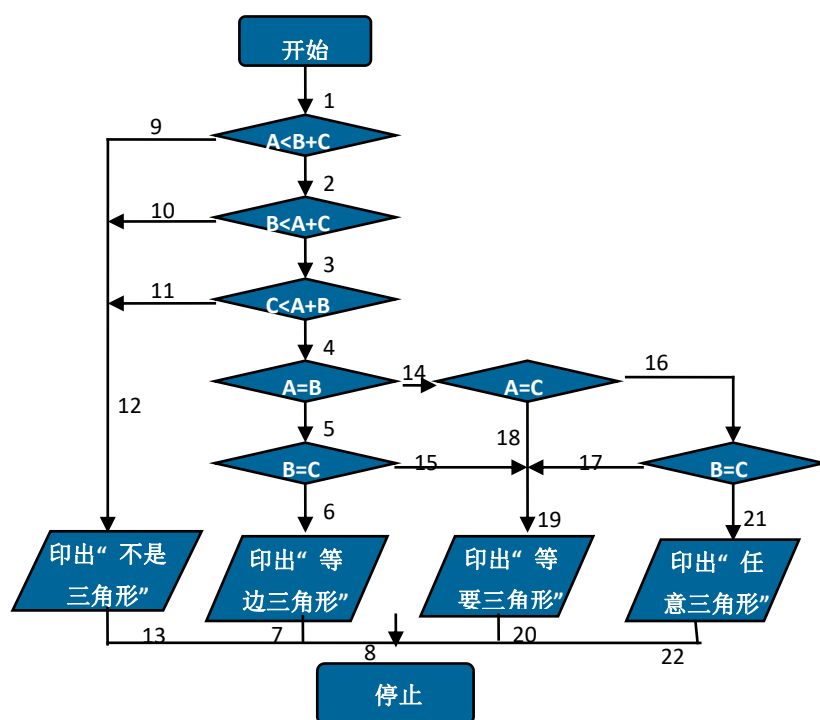 开始
1
9
A<B+C
2
10
B<A+C
3
11
C<A+B
4
14
16
A=B
A=C
12
5
18
B=C
15
17
B=C
6
19
21
印出“ 不是
三角形”
印出“ 等
边三角形”
印出“ 等
要三角形”
印出“ 任
意三角形”
13
7
8
20
22
停止